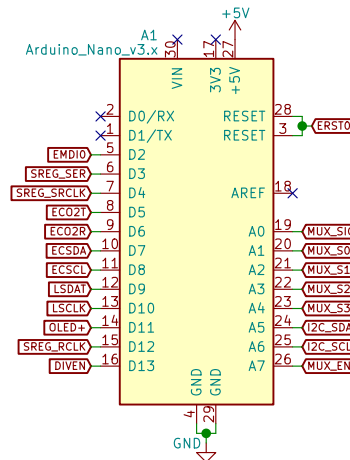 +5V
A1
Arduino_Nano_v3.x
30 17 27
VIN 3V3 +5V
2 D0/RX RESET 28
1 D1/TX RESET 3 ERSTO
EMDIO 5 D2
SREG_SER 6 D3
SREG_SRCLK 7 D4 AREF 18
ECO2T 8 D5
ECO2R 9 D6 A0 19 MUX_SIG
ECSDA 10 D7 A1 20 MUX_S0
ECSCL 11 D8 A2 21 MUX_S1
LSDAT 12 D9 A3 22 MUX_S2
LSCLK 13 D10 A4 23 MUX_S3
OLED+ 14 D11 A5 24 I2C_SDA
SREG_RCLK 15 D12 A6 25 I2C_SCL
DIVEN 16 D13 A7 26 MUX_EN
GND GND
4 29
GND